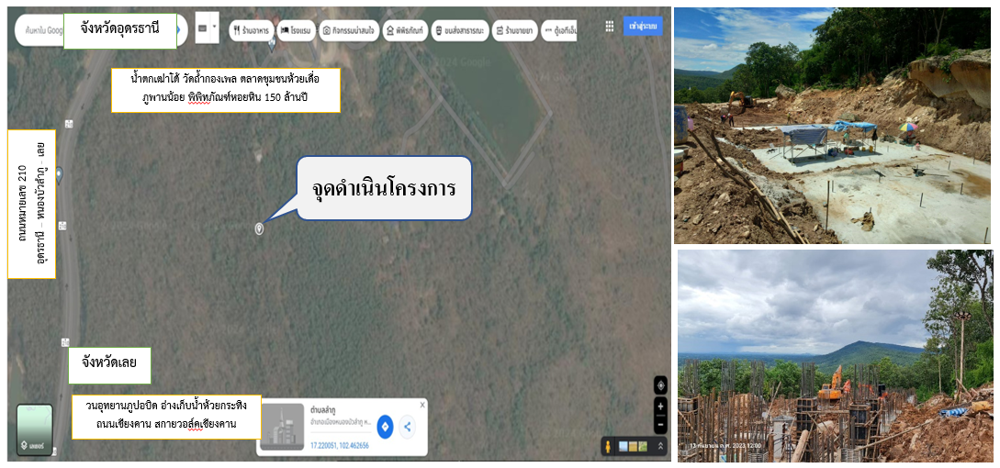 ค้นหาใน Goog
จังหวัดอุดรธานี
ร้านอาหาร
โรงแรม
กิจกรรมน่าสนใจ
พิพิธภัณฑ์
ขนส่งสาธารณะ
ร้านขายยา
ตู้เอทีเอ็ม
เข้าสู่ระบบ
น้ำตกเฒ่าโต้ วัดถ้ำกองเพล ตลาดชุมชนห้วยเดื่อ
ภูพานน้อย พิพิทภัณฑ์หอยหิน 150 ล้านปี
ถนนหมายเลข 210
อุดรธานี – หนองบัวลำภู - เลย
จุดดำเนินโครงการ
จังหวัดเลย
วนอุทยานภูปอบิด อ่างเก็บน้ำห้วยกระทิง
ถนนเชียงคาน สกายวอล์คเชียงคาน
ตำบลลำภู
อำเภอเมืองหนองบัวลำภู ห...
17.220051, 102.462656
เลเยอร์
13 กันยายน ค.ศ. 2023 12:00